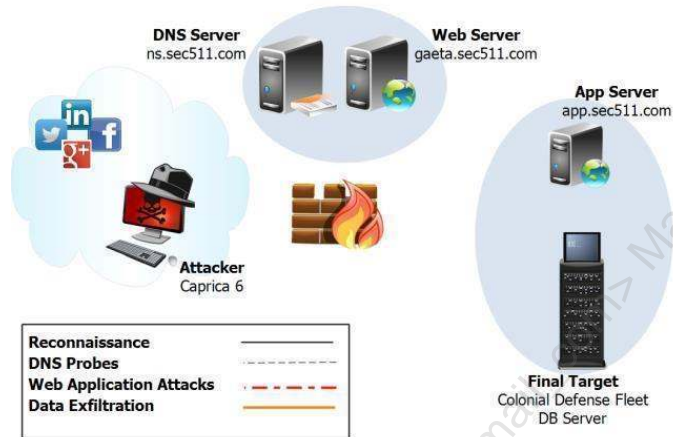 DNS Server
ns.sec511.com
Web Server
gaeta.sec511.com
App Server
app.sec511.com
in
f
g+
Attacker
Caprica 6
Reconnaissance
DNS Probes
Web Application Attacks
Data Exfiltration
Final Target
Colonial Defense Fleet
DB Server